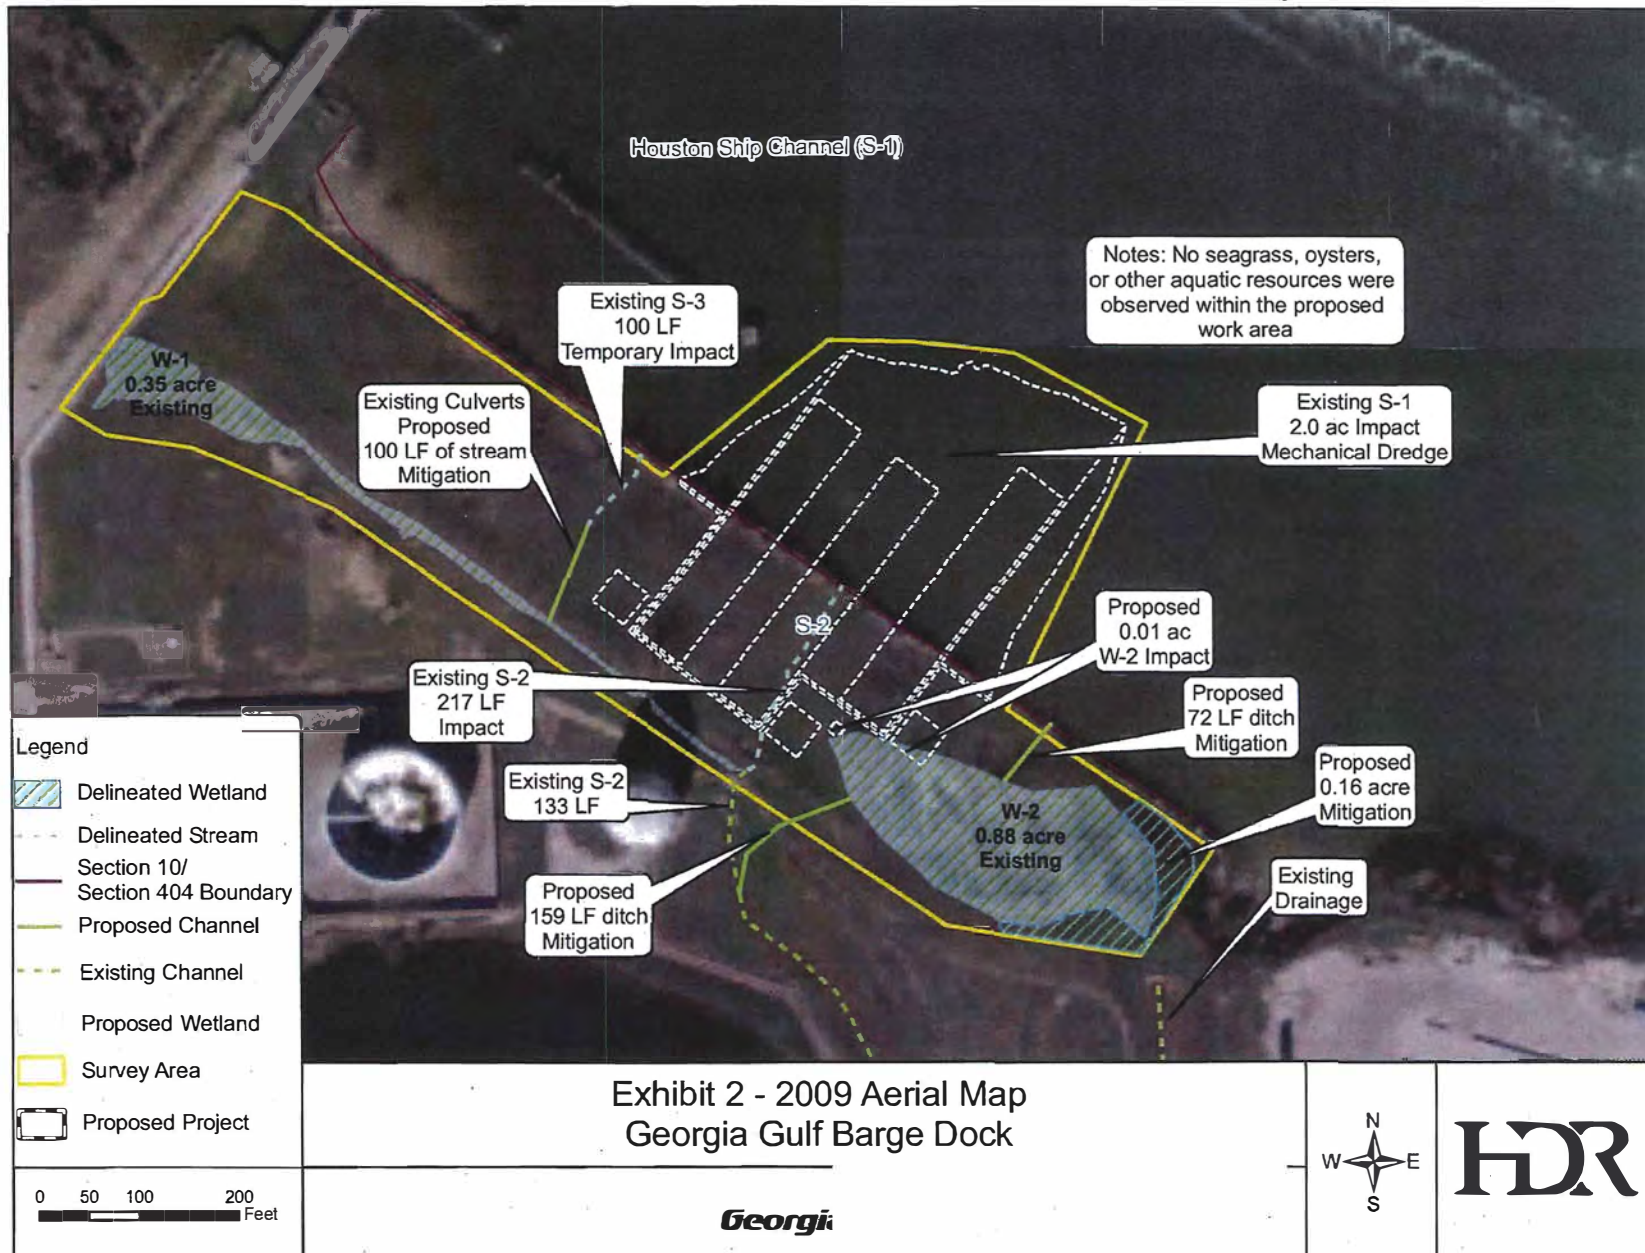 Houston Ship Channel (S-1)
Notes: No seagrass, oysters,
or other aquatic resources were
observed within the proposed
work area
Existing S-3
100 LF
Temporary Impact
W-1
0.35 acre
Existing
Existing Culverts
Proposed
100 LF of stream
Mitigation
Existing S-1
2.0 ac Impact
Mechanical Dredge
S-2
Proposed
0.01 ac
W-2 Impact
Existing S-2
217 LF
Impact
Proposed
72 LF ditch
Mitigation
Existing S-2
133 LF
Proposed
0.16 acre
Mitigation
W-2
0.88 acre
Existing
Proposed
159 LF ditch
Mitigation
Existing
Drainage
Legend
Delineated Wetland
Delineated Stream
Section 10/
Section 404 Boundary
Proposed Channel
Existing Channel
Proposed Wetland
Survey Area
Proposed Project
0 50 100 200
Feet
Exhibit 2 - 2009 Aerial Map
Georgia Gulf Barge Dock
N
W E
S
HDR